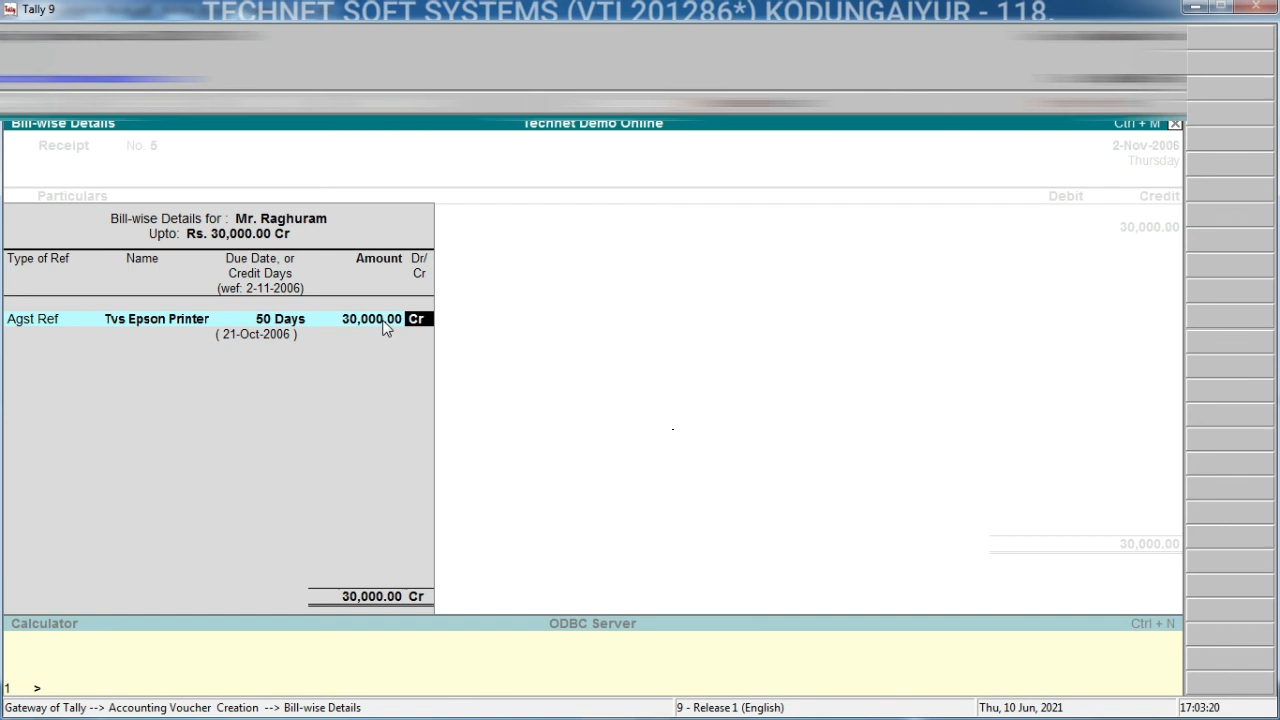 Tally 9
TECHNET SOFT SYSTEMS (VTL 201286*) KODUNGAIYUR - 118.
Bill-wise Details Technet Demo Online Ctrl + M X
Receipt No. 5 2-Nov-2006
Thursday
Particulars Debit Credit
30,000.00
Bill-wise Details for : Mr. Raghuram
Upto: Rs. 30,000.00 Cr
Type of Ref Name Due Date, or Amount Dr/
Credit Days Cr
(wef: 2-11-2006)
Agst Ref Tvs Epson Printer 50 Days 30,000.00 Cr
( 21-Oct-2006 )
30,000.00
30,000.00 Cr
Calculator ODBC Server Ctrl + N
1 >
Gateway of Tally --> Accounting Voucher Creation --> Bill-wise Details 9 - Release 1 (English) Thu, 10 Jun, 2021 17:03:20